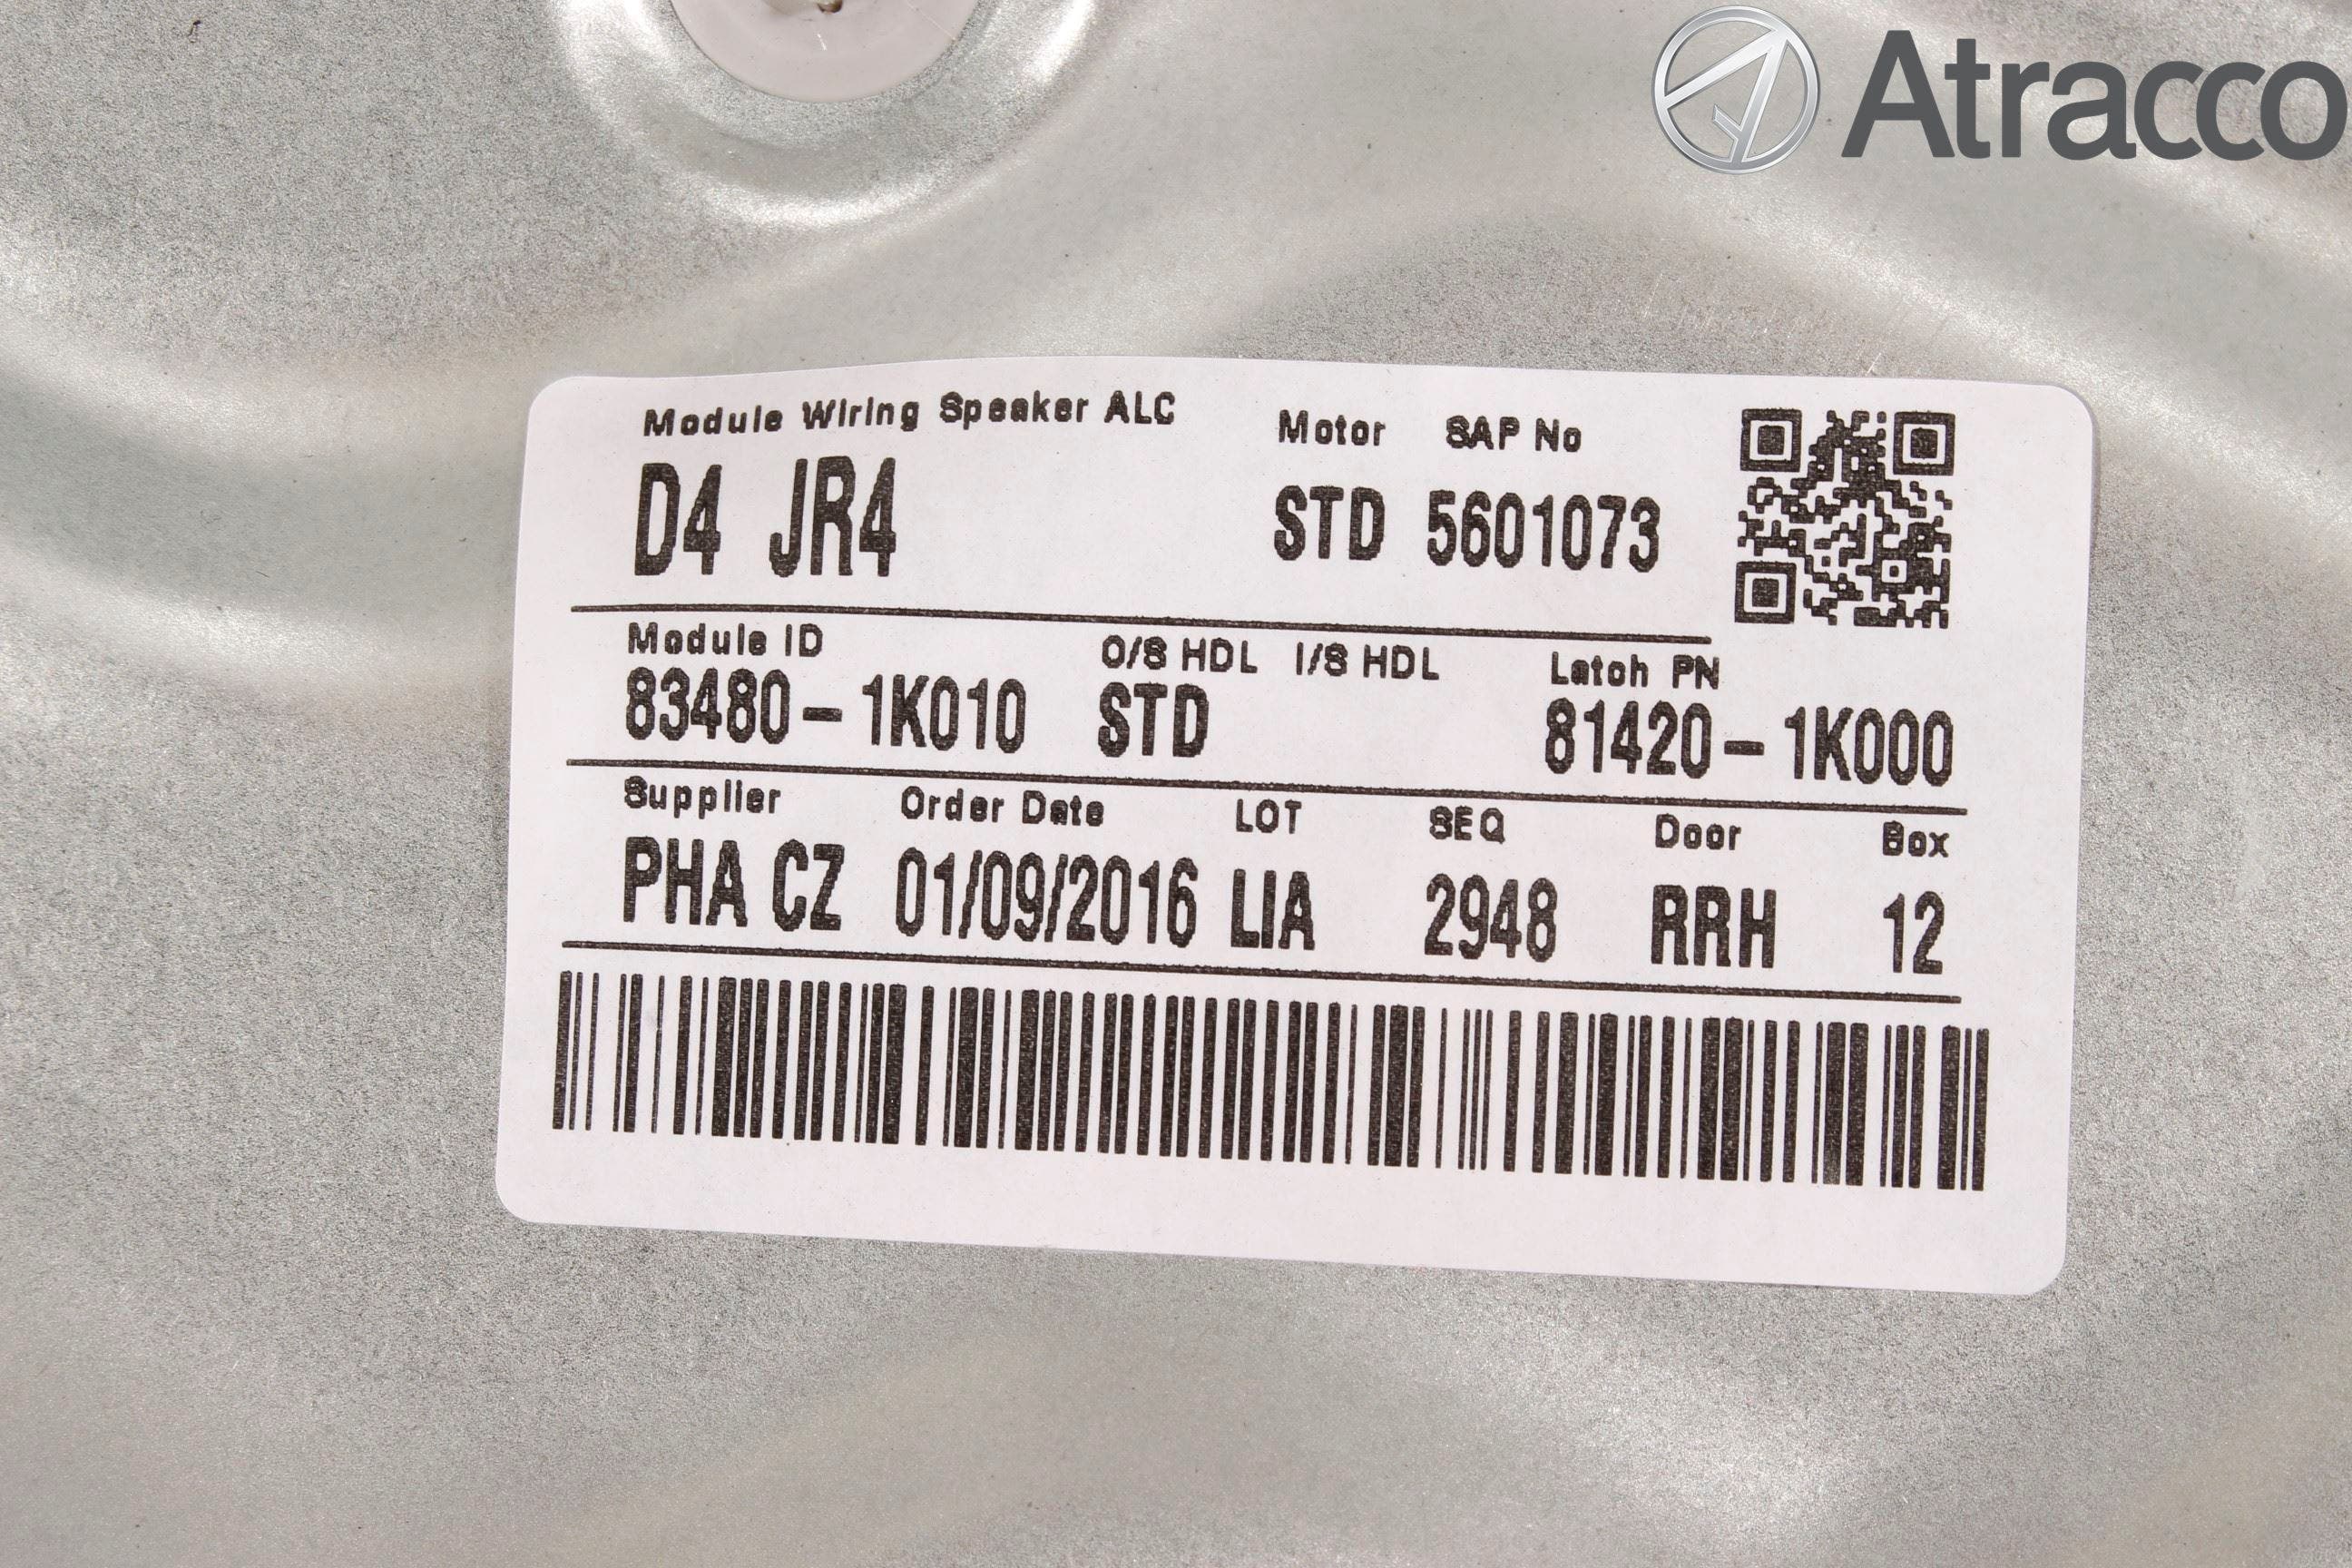 Atracco
Module Wiring Speaker ALC Motor SAP No
D4 JR4 STD 5601073
Module ID O/S HDL I/S HDL Latch PN
83480-1K010 STD 81420-1K000
Supplier Order Date LOT SEQ Door Box
PHA CZ 01/09/2016 LIA 2948 RRH 12